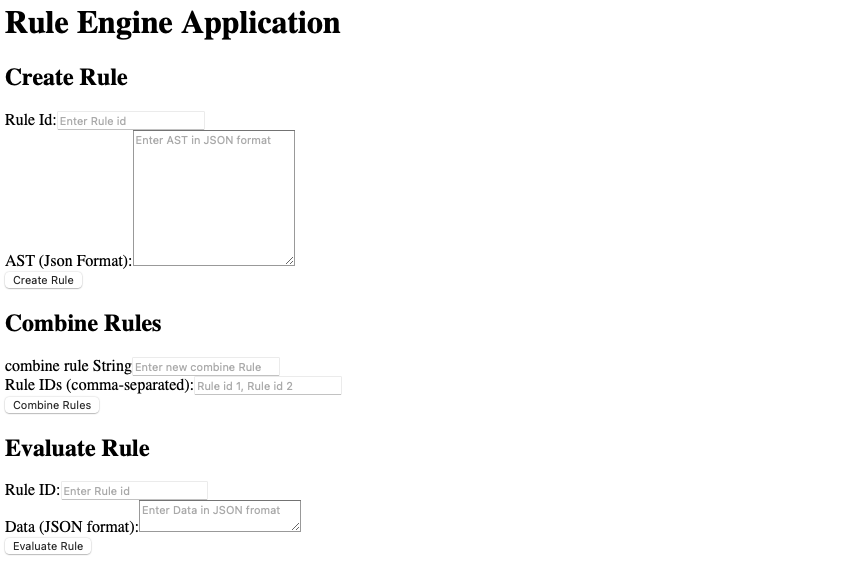 Rule Engine Application
Create Rule
Rule Id: Enter Rule id
Enter AST in JSON format
AST (Json Format):
Create Rule
Combine Rules
combine rule String Enter new combine Rule
Rule IDs (comma-separated): Rule id 1, Rule id 2
Combine Rules
Evaluate Rule
Rule ID: Enter Rule id
Enter Data in JSON fromat
Data (JSON format):
Evaluate Rule